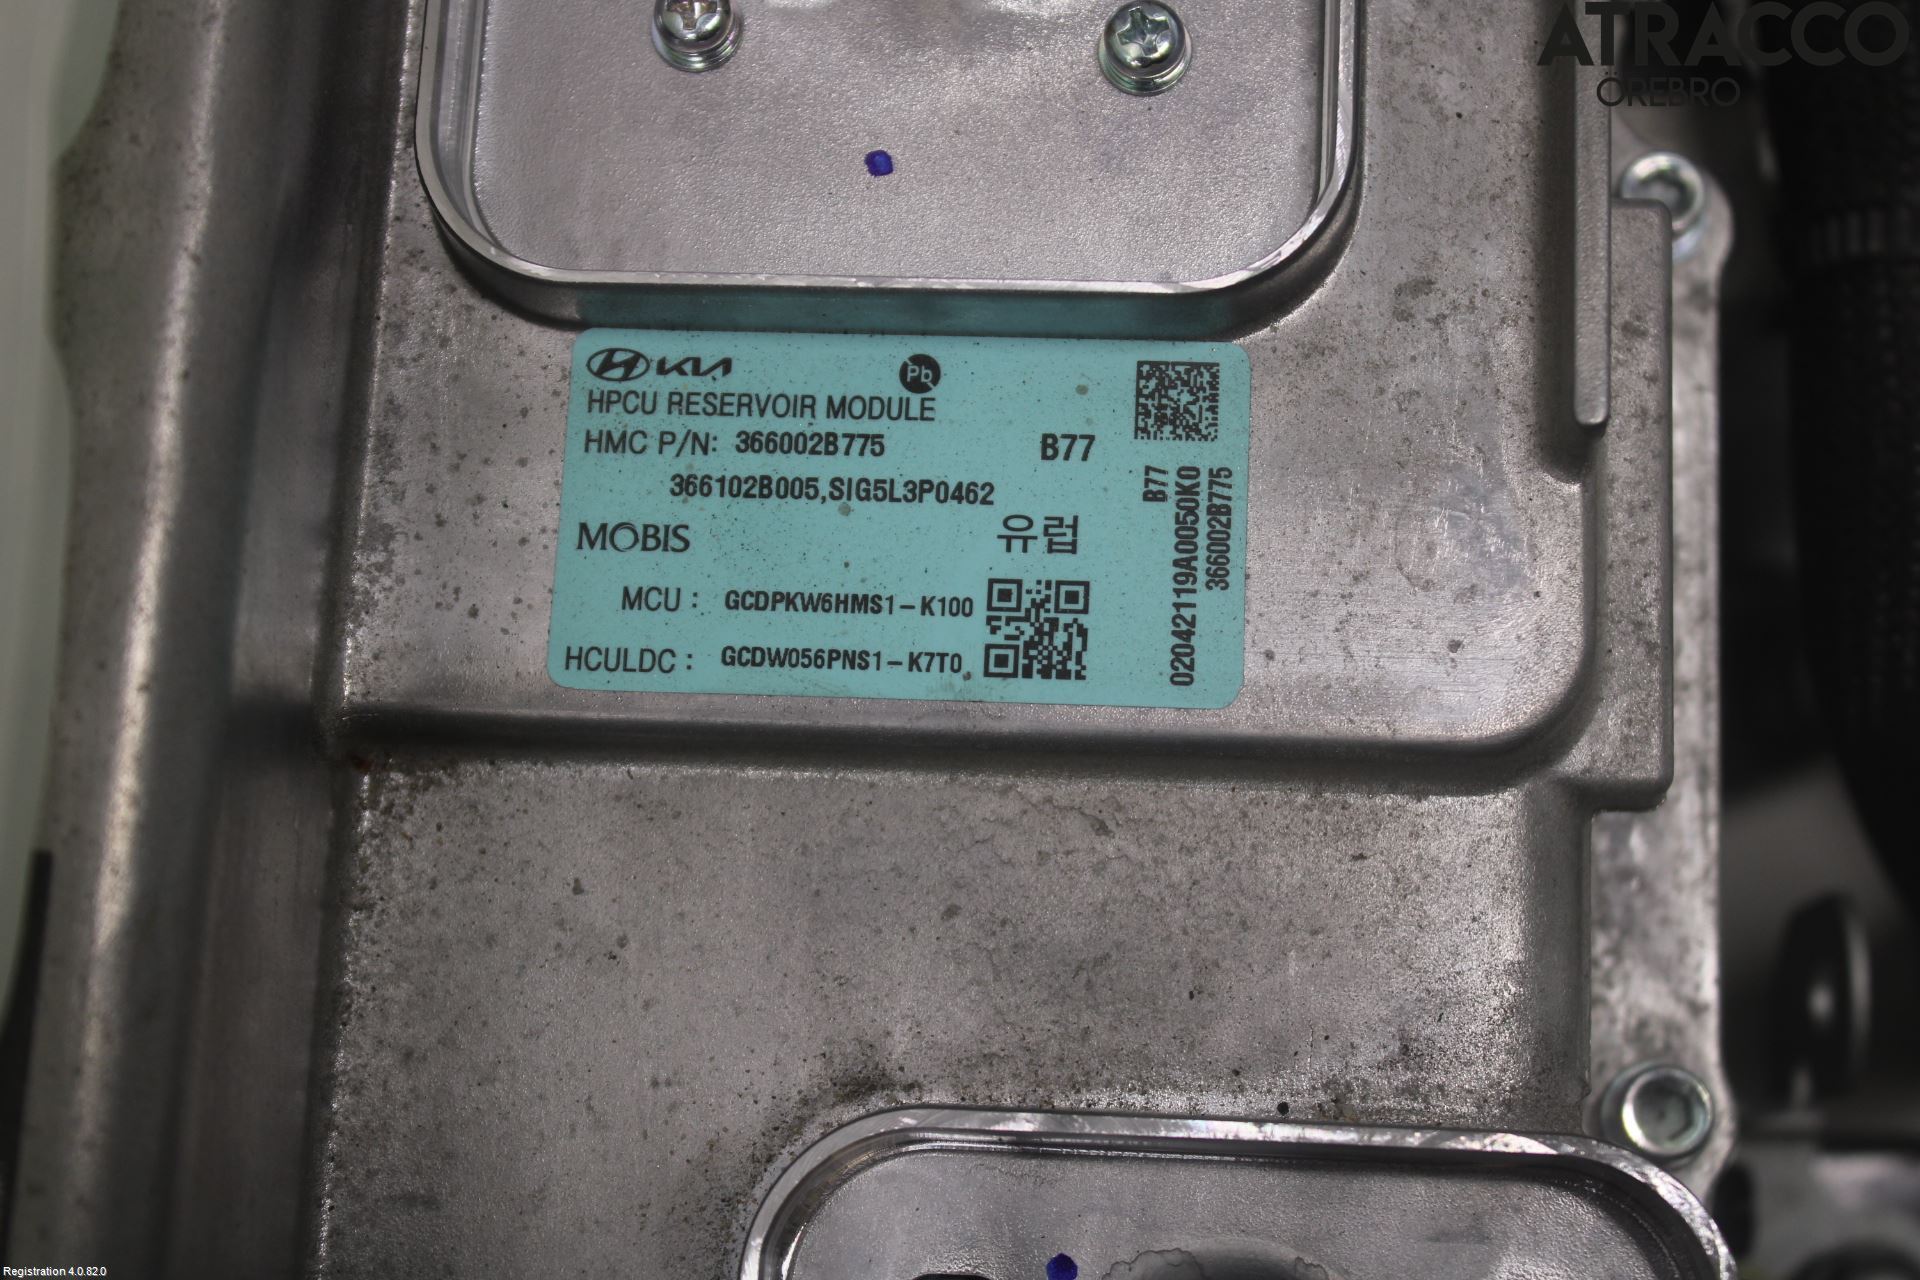 ATRACCO
ÖREBRO
HYUNDAI KIA Pb
HPCU RESERVOIR MODULE
HMC P/N: 366002B775 B77
366102B005,SIG5L3P0462
MOBIS 유럽
MCU : GCDPKW6HMS1-K100
HCULDC : GCDW056PNS1-K7T0
B77
02042119A0050K0
366002B775
Registration 4.0.82.0